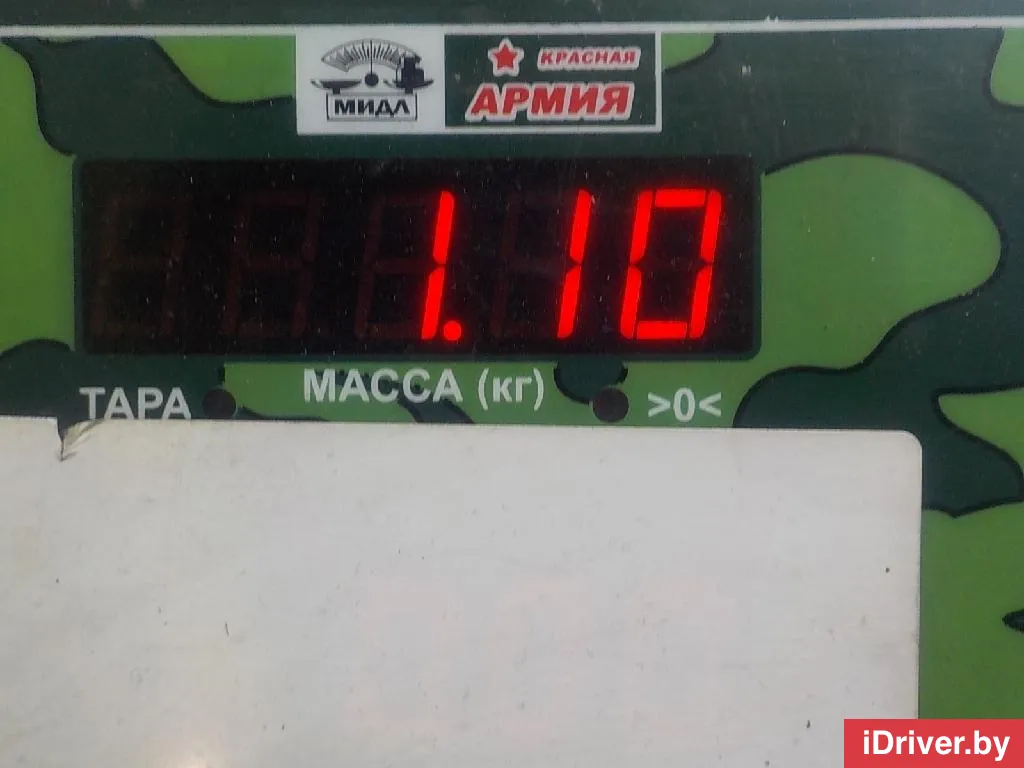 МИДЛ
КРАСНАЯ
АРМИЯ
1.10
ТАРА
МАССА (кг)
>0<
iDriver.by